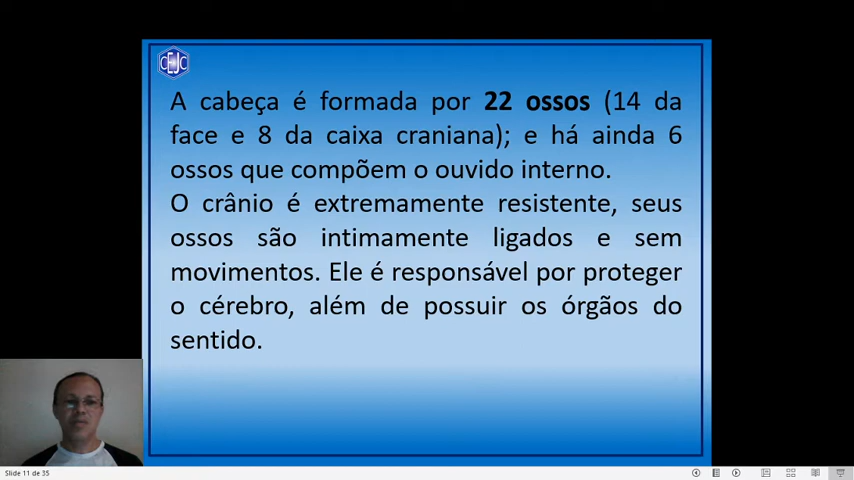 CEJC
A cabeça é formada por 22 ossos (14 da
face e 8 da caixa craniana); e há ainda 6
ossos que compõem o ouvido interno.
O crânio é extremamente resistente, seus
ossos são intimamente ligados e sem
movimentos. Ele é responsável por proteger
o cérebro, além de possuir os órgãos do
sentido.
Slide 11 de 35